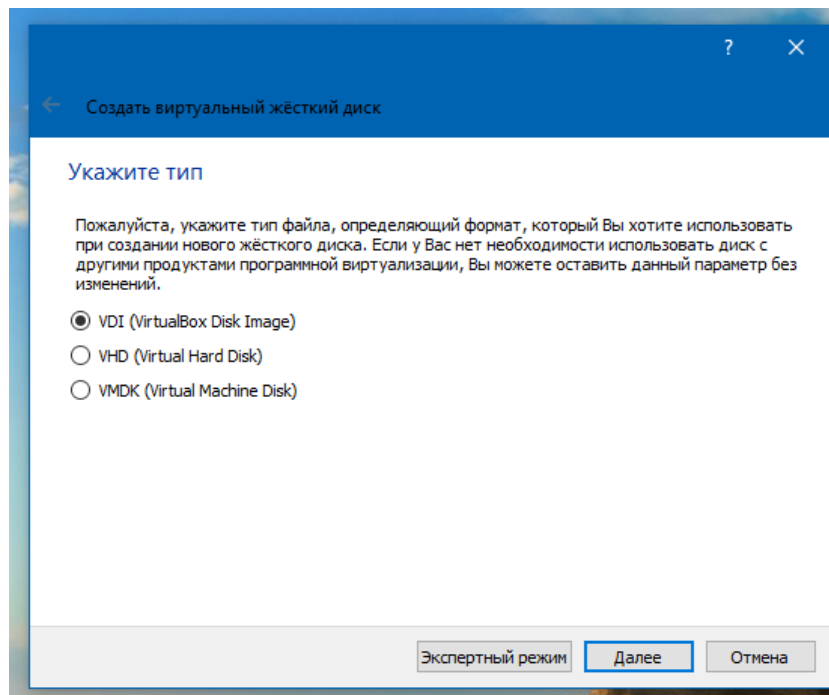 ?
Создать виртуальный жёсткий диск
Укажите тип
Пожалуйста, укажите тип файла, определяющий формат, который Вы хотите использовать
при создании нового жёсткого диска. Если у Вас нет необходимости использовать диск с
другими продуктами программной виртуализации, Вы можете оставить данный параметр без
изменений.
VDI (VirtualBox Disk Image)
VHD (Virtual Hard Disk)
VMDK (Virtual Machine Disk)
Экспертный режим Далее Отмена